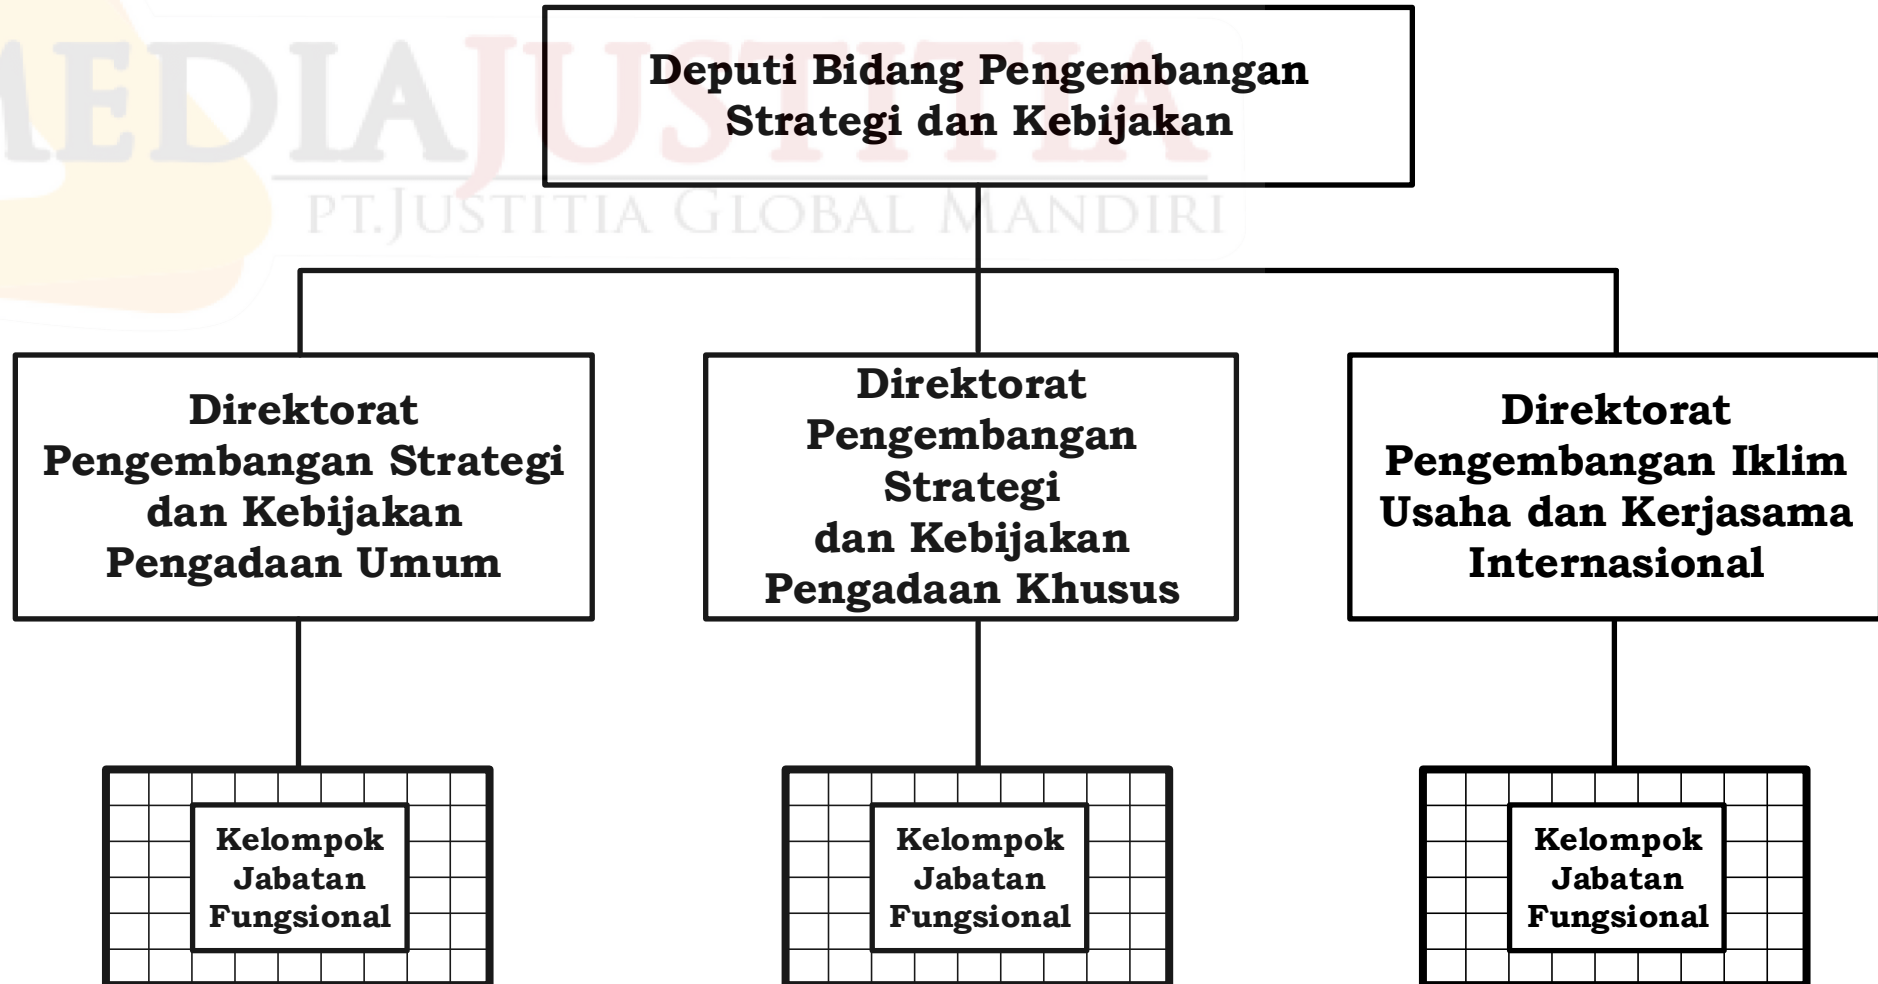 MEDIAJUSTITIA
PT.JUSTITIA GLOBAL MANDIRI
Deputi Bidang Pengembangan
Strategi dan Kebijakan
Direktorat
Pengembangan Strategi
dan Kebijakan
Pengadaan Umum
Direktorat
Pengembangan
Strategi
dan Kebijakan
Pengadaan Khusus
Direktorat
Pengembangan Iklim
Usaha dan Kerjasama
Internasional
Kelompok
Jabatan
Fungsional
Kelompok
Jabatan
Fungsional
Kelompok
Jabatan
Fungsional